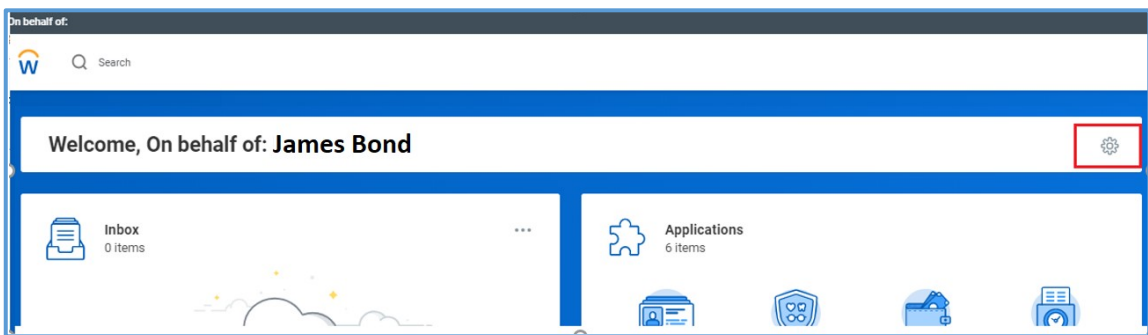 On behalf of:
Search
Welcome, On behalf of: James Bond
Inbox
0 items
Applications
6 items